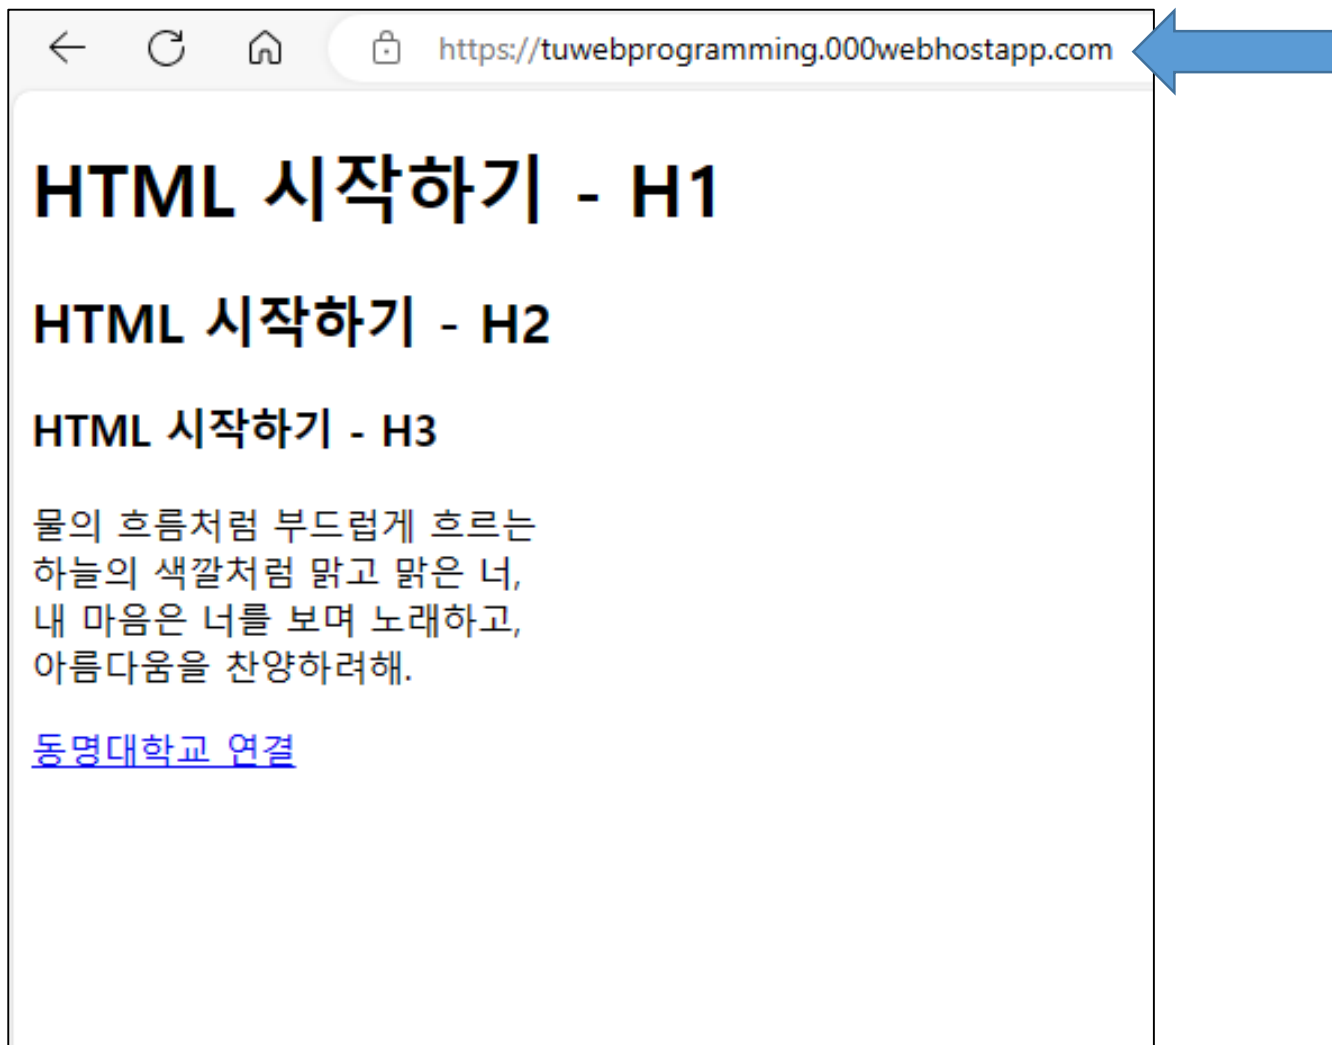 https://tuwebprogramming.000webhostapp.com
HTML 시작하기 - H1
HTML 시작하기 - H2
HTML 시작하기 - H3
물의 흐름처럼 부드럽게 흐르는
하늘의 색깔처럼 맑고 맑은 너,
내 마음은 너를 보며 노래하고,
아름다움을 찬양하려해.
동명대학교 연결